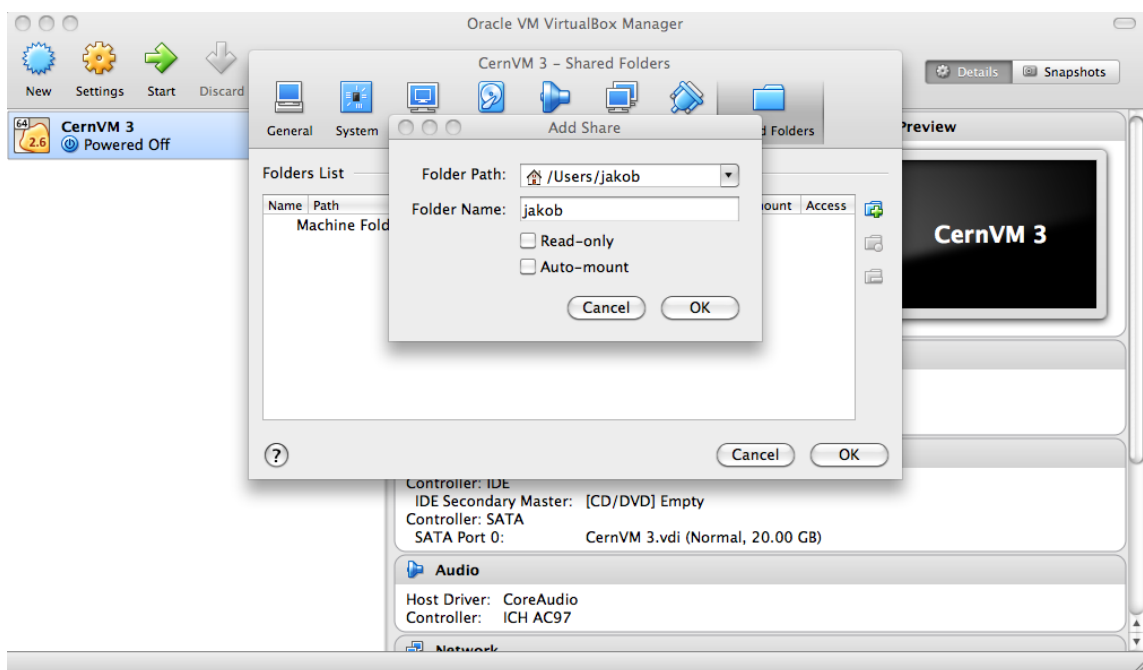 Oracle VM VirtualBox Manager
New Settings Start Discard
Details Snapshots
64
2.6
CernVM 3
Powered Off
CernVM 3 – Shared Folders
General System d Folders
Add Share
Folder Path: /Users/jakob
Folder Name: jakob
Read-only
Auto-mount
Cancel OK
Folders List
Name Path ount Access
Machine Fold
?
Cancel OK
Preview
CernVM 3
Controller: IDE
IDE Secondary Master: [CD/DVD] Empty
Controller: SATA
SATA Port 0: CernVM 3.vdi (Normal, 20.00 GB)
Audio
Host Driver: CoreAudio
Controller: ICH AC97
Network